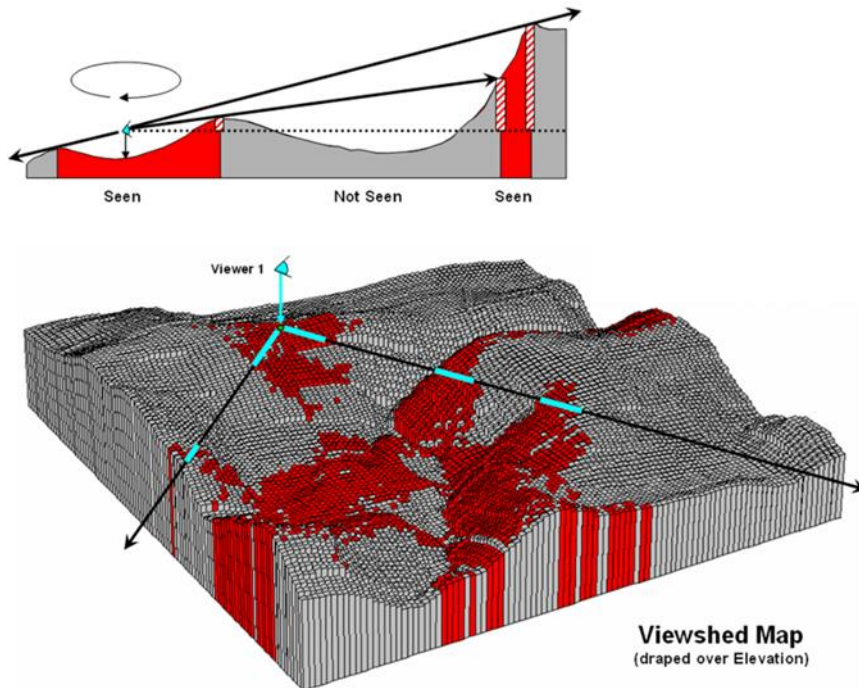 Seen
Not Seen
Seen
Viewer 1
Viewshed Map
(draped over Elevation)